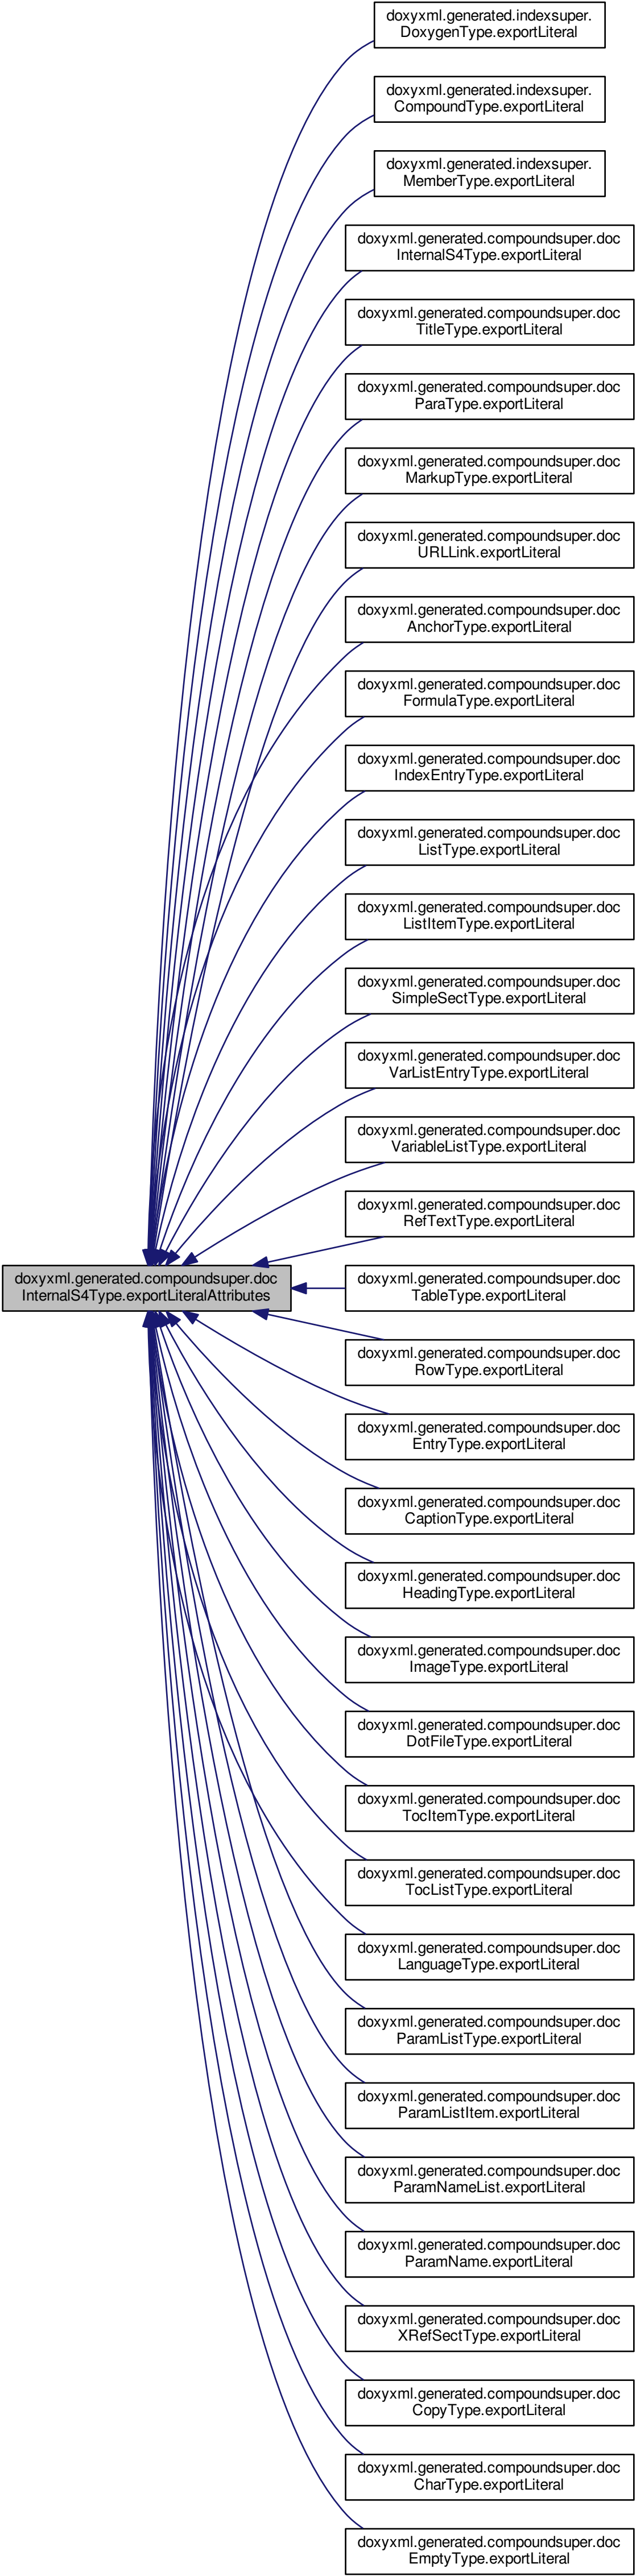 doxyxml.generated.indexsuper.
DoxygenType.exportLiteral
doxyxml.generated.indexsuper.
CompoundType.exportLiteral
doxyxml.generated.indexsuper.
MemberType.exportLiteral
doxyxml.generated.compoundsuper.doc
InternalS4Type.exportLiteral
doxyxml.generated.compoundsuper.doc
TitleType.exportLiteral
doxyxml.generated.compoundsuper.doc
ParaType.exportLiteral
doxyxml.generated.compoundsuper.doc
MarkupType.exportLiteral
doxyxml.generated.compoundsuper.doc
URLLink.exportLiteral
doxyxml.generated.compoundsuper.doc
AnchorType.exportLiteral
doxyxml.generated.compoundsuper.doc
FormulaType.exportLiteral
doxyxml.generated.compoundsuper.doc
IndexEntryType.exportLiteral
doxyxml.generated.compoundsuper.doc
ListType.exportLiteral
doxyxml.generated.compoundsuper.doc
ListItemType.exportLiteral
doxyxml.generated.compoundsuper.doc
SimpleSectType.exportLiteral
doxyxml.generated.compoundsuper.doc
VarListEntryType.exportLiteral
doxyxml.generated.compoundsuper.doc
VariableListType.exportLiteral
doxyxml.generated.compoundsuper.doc
RefTextType.exportLiteral
doxyxml.generated.compoundsuper.doc
InternalS4Type.exportLiteralAttributes
doxyxml.generated.compoundsuper.doc
TableType.exportLiteral
doxyxml.generated.compoundsuper.doc
RowType.exportLiteral
doxyxml.generated.compoundsuper.doc
EntryType.exportLiteral
doxyxml.generated.compoundsuper.doc
CaptionType.exportLiteral
doxyxml.generated.compoundsuper.doc
HeadingType.exportLiteral
doxyxml.generated.compoundsuper.doc
ImageType.exportLiteral
doxyxml.generated.compoundsuper.doc
DotFileType.exportLiteral
doxyxml.generated.compoundsuper.doc
TocItemType.exportLiteral
doxyxml.generated.compoundsuper.doc
TocListType.exportLiteral
doxyxml.generated.compoundsuper.doc
LanguageType.exportLiteral
doxyxml.generated.compoundsuper.doc
ParamListType.exportLiteral
doxyxml.generated.compoundsuper.doc
ParamListItem.exportLiteral
doxyxml.generated.compoundsuper.doc
ParamNameList.exportLiteral
doxyxml.generated.compoundsuper.doc
ParamName.exportLiteral
doxyxml.generated.compoundsuper.doc
XRefSectType.exportLiteral
doxyxml.generated.compoundsuper.doc
CopyType.exportLiteral
doxyxml.generated.compoundsuper.doc
CharType.exportLiteral
doxyxml.generated.compoundsuper.doc
EmptyType.exportLiteral